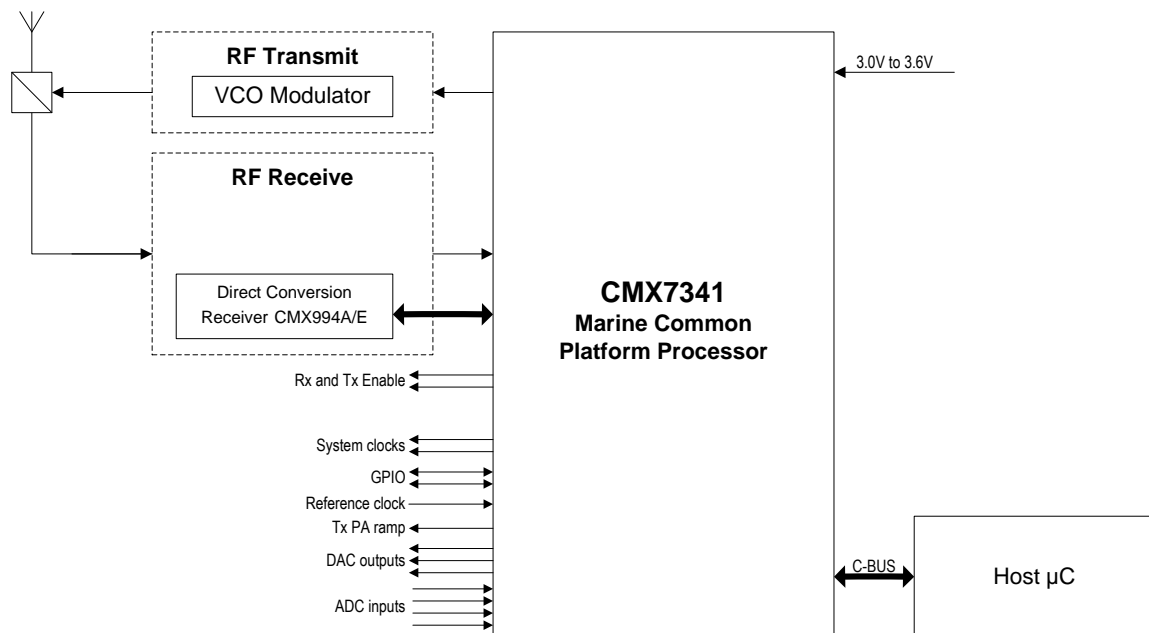 RF Transmit
VCO Modulator
3.0V to 3.6V
RF Receive
Direct Conversion
Receiver CMX994A/E
CMX7341
Marine Common
Platform Processor
Rx and Tx Enable
System clocks
GPIO
Reference clock
Tx PA ramp
DAC outputs
ADC inputs
C-BUS
Host µC